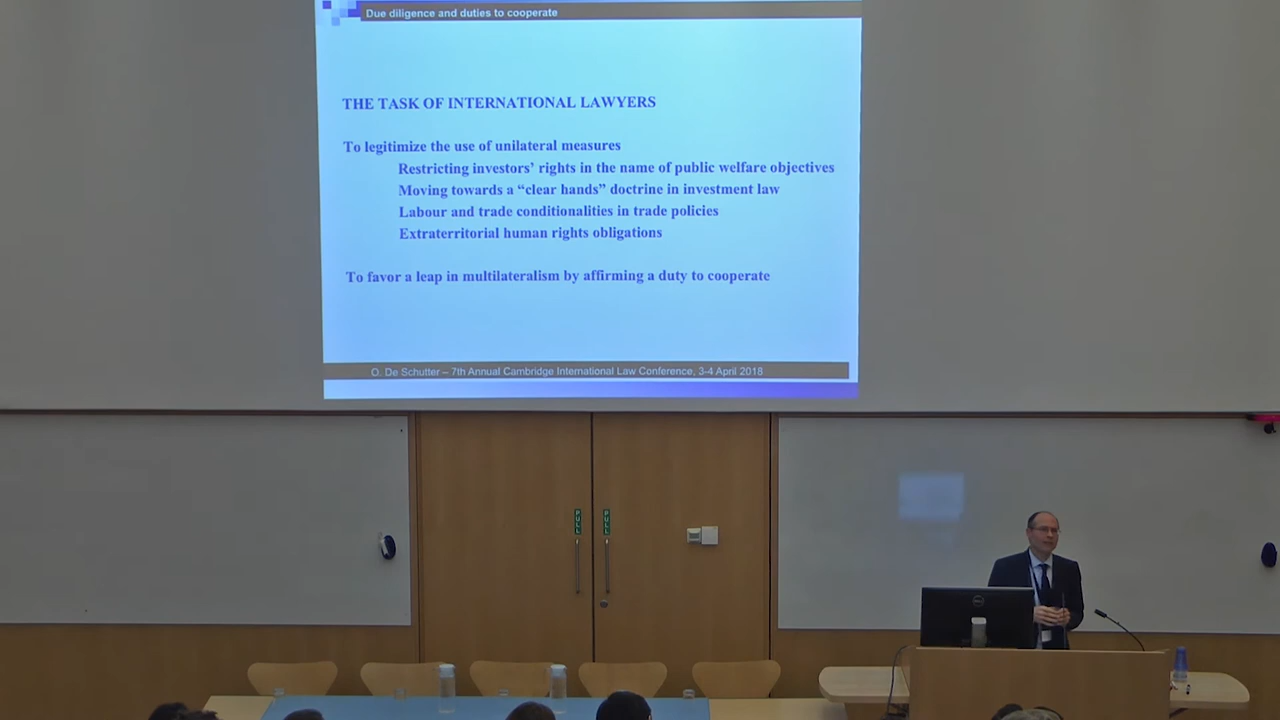 Due diligence and duties to cooperate
THE TASK OF INTERNATIONAL LAWYERS
To legitimize the use of unilateral measures
Restricting investors’ rights in the name of public welfare objectives
Moving towards a “clear hands” doctrine in investment law
Labour and trade conditionalities in trade policies
Extraterritorial human rights obligations
To favor a leap in multilateralism by affirming a duty to cooperate
O. De Schutter – 7th Annual Cambridge International Law Conference, 3-4 April 2018
PULL
PULL
DELL